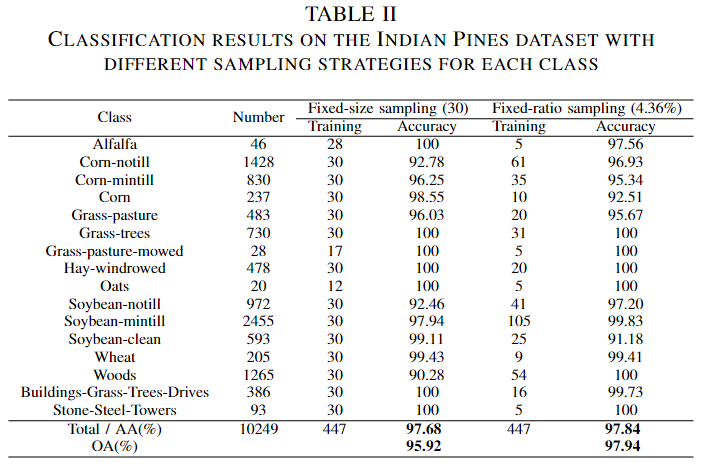 TABLE II
CLASSIFICATION RESULTS ON THE INDIAN PINES DATASET WITH
DIFFERENT SAMPLING STRATEGIES FOR EACH CLASS
Class Number Fixed-size sampling (30) Fixed-ratio sampling (4.36%)
Training Accuracy Training Accuracy
Alfalfa 46 28 100 5 97.56
Corn-notill 1428 30 92.78 61 96.93
Corn-mintill 830 30 96.25 35 95.34
Corn 237 30 98.55 10 92.51
Grass-pasture 483 30 96.03 20 95.67
Grass-trees 730 30 100 31 100
Grass-pasture-mowed 28 17 100 5 100
Hay-windrowed 478 30 100 20 100
Oats 20 12 100 5 100
Soybean-notill 972 30 92.46 41 97.20
Soybean-mintill 2455 30 97.94 105 99.83
Soybean-clean 593 30 99.11 25 91.18
Wheat 205 30 99.43 9 99.41
Woods 1265 30 90.28 54 100
Buildings-Grass-Trees-Drives 386 30 100 16 99.73
Stone-Steel-Towers 93 30 100 5 100
Total / AA(%) 10249 447 97.68 447 97.84
OA(%) 95.92 97.94